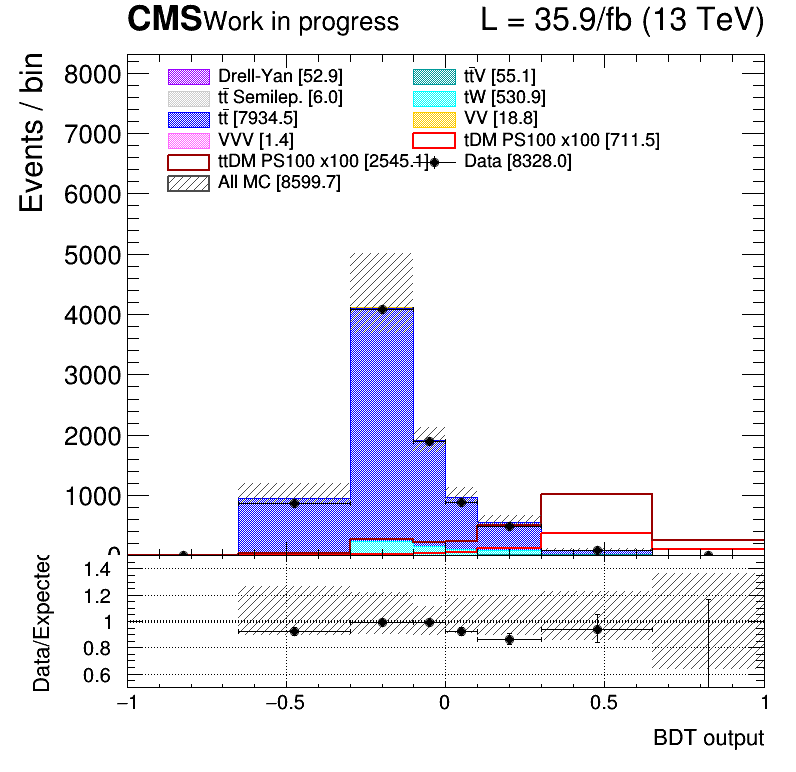 CMS Work in progress L = 35.9/fb (13 TeV)
Events / bin
8000
7000
6000
5000
4000
3000
2000
1000
0
Drell-Yan [52.9] tt̄V [55.1]
tt̄ Semilep. [6.0] tW [530.9]
tt̄ [7934.5] VV [18.8]
VVV [1.4] tDM PS100 x100 [711.5]
ttDM PS100 x100 [2545.1] Data [8328.0]
All MC [8599.7]
Data/Expected
1.4
1.2
1
0.8
0.6
−1 −0.5 0 0.5 1
BDT output